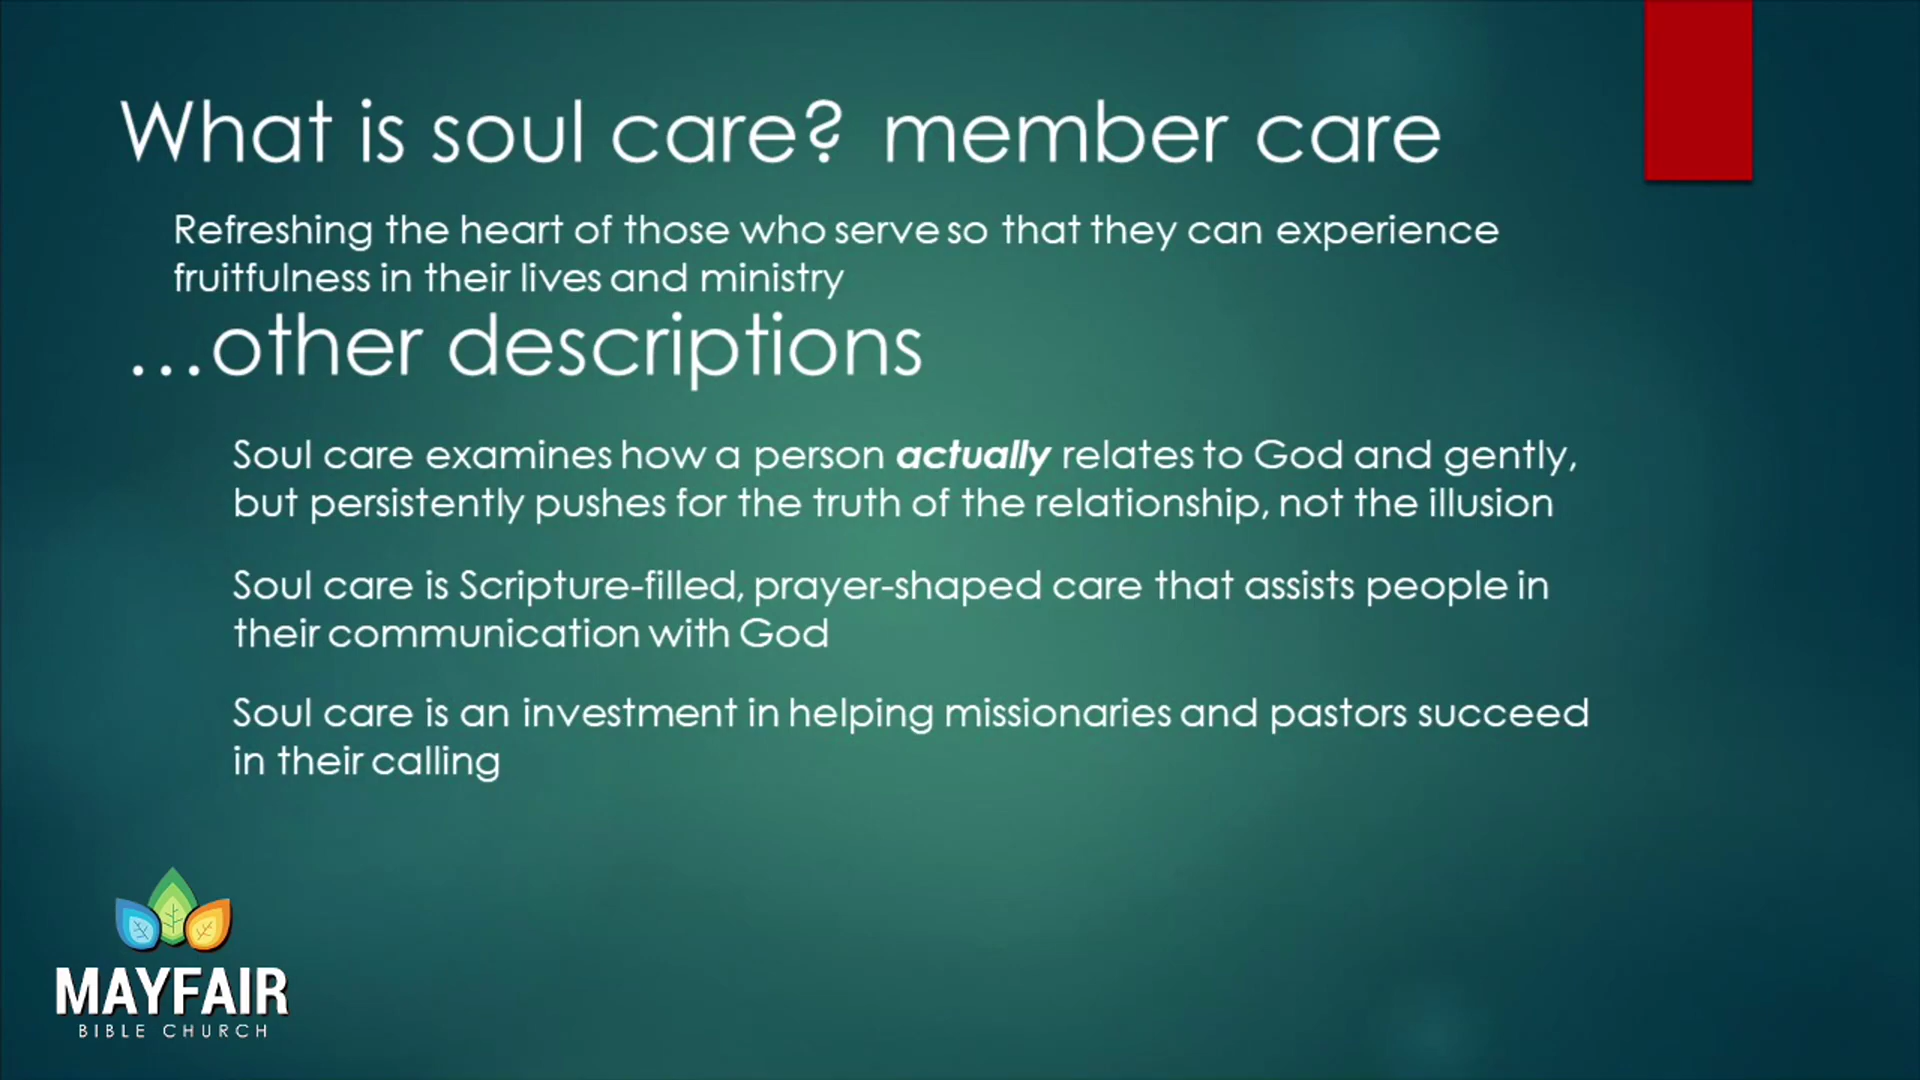 What is soul care? member care
Refreshing the heart of those who serve so that they can experience
fruitfulness in their lives and ministry
...other descriptions
Soul care examines how a person actually relates to God and gently,
but persistently pushes for the truth of the relationship, not the illusion
Soul care is Scripture-filled, prayer-shaped care that assists people in
their communication with God
Soul care is an investment in helping missionaries and pastors succeed
in their calling
MAYFAIR
BIBLE CHURCH